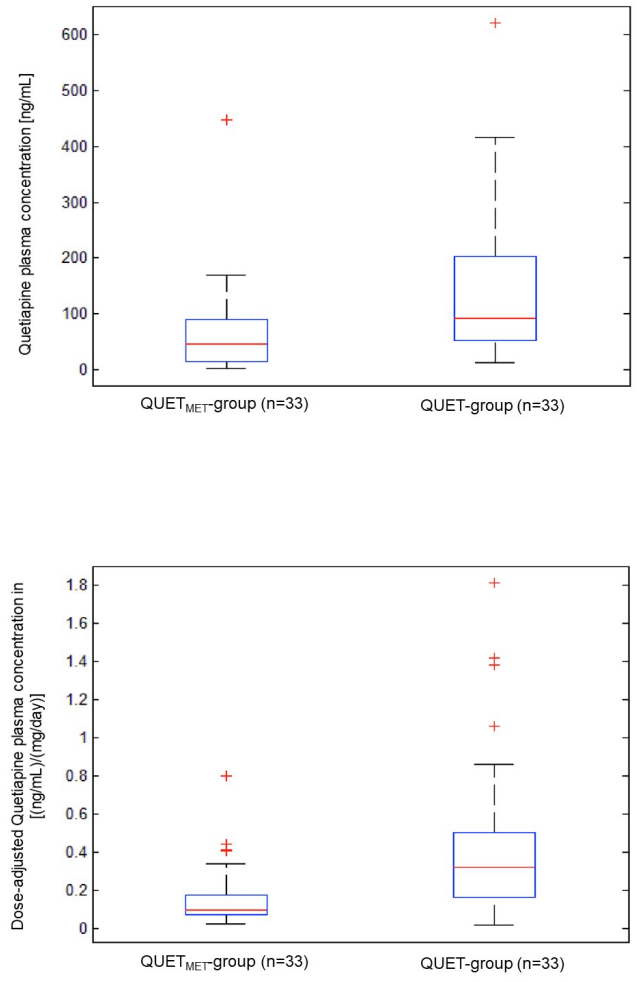 Quetiapine plasma concentration [ng/mL]
600
500
400
300
200
100
0
QUETMET-group (n=33)
QUET-group (n=33)
Dose-adjusted Quetiapine plasma concentration in
[(ng/mL)/(mg/day)]
1.8
1.6
1.4
1.2
1
0.8
0.6
0.4
0.2
0
QUETMET-group (n=33)
QUET-group (n=33)